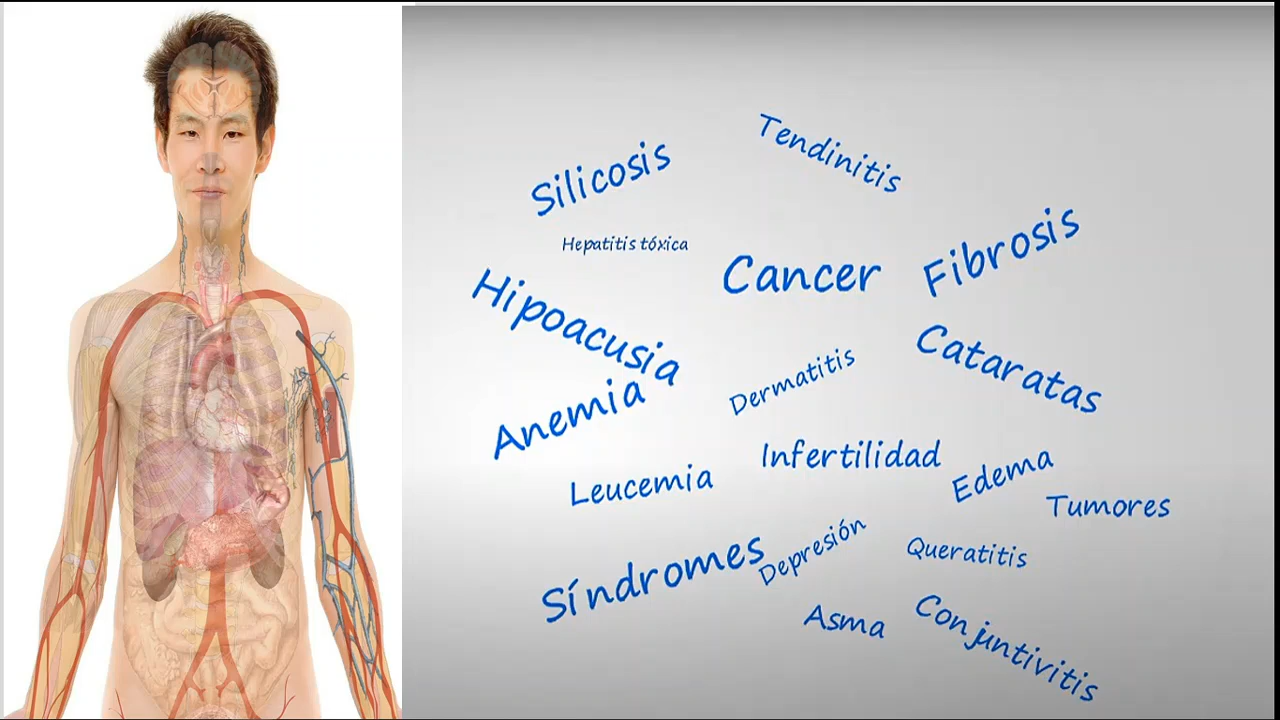 Tendinitis
Silicosis
Hepatitis tóxica
Fibrosis
Cancer
Hipoacusia
Cataratas
Dermatitis
Anemia
Infertilidad
Leucemia
Edema
Tumores
Síndromes
Depresión
Queratitis
Asma
Conjuntivitis